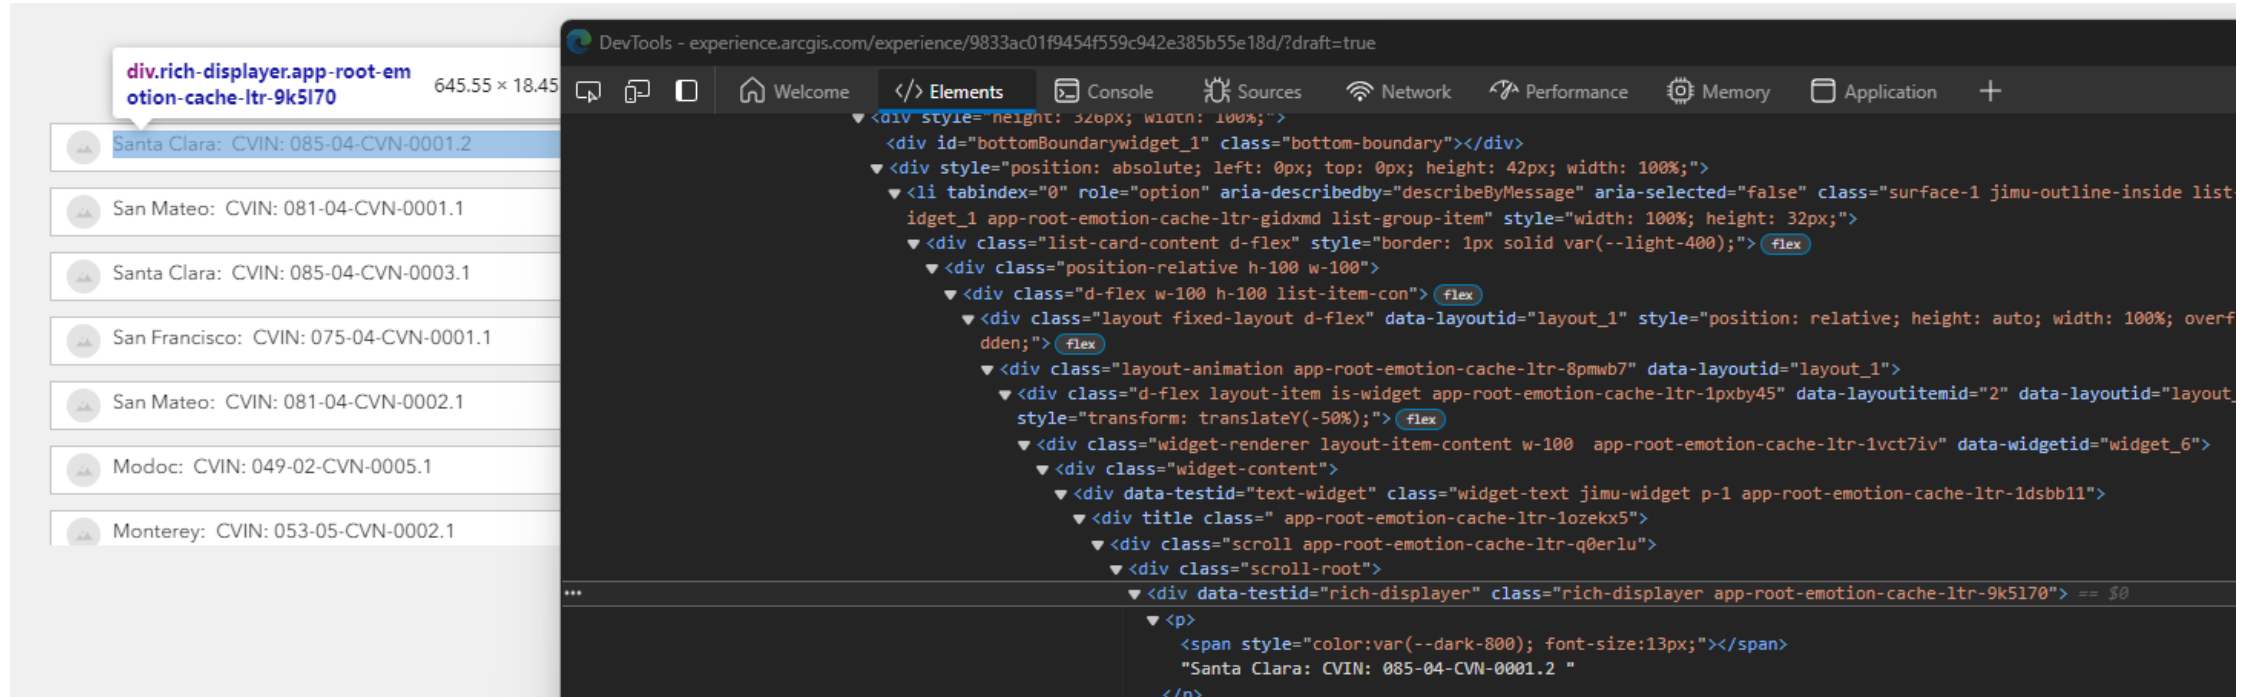 div.rich-displayer.app-root-em
otion-cache-ltr-9k5l70
645.55 × 18.45
Santa Clara: CVIN: 085-04-CVN-0001.2
San Mateo: CVIN: 081-04-CVN-0001.1
Santa Clara: CVIN: 085-04-CVN-0003.1
San Francisco: CVIN: 075-04-CVN-0001.1
San Mateo: CVIN: 081-04-CVN-0002.1
Modoc: CVIN: 049-02-CVN-0005.1
Monterey: CVIN: 053-05-CVN-0002.1
DevTools - experience.arcgis.com/experience/9833ac01f9454f559c942e385b55e18d/?draft=true
Welcome </> Elements Console Sources Network Performance Memory Application
<div style="height: 326px; width: 100%;">
<div id="bottomBoundarywidget_1" class="bottom-boundary"></div>
<div style="position: absolute; left: 0px; top: 0px; height: 42px; width: 100%;">
<li tabindex="0" role="option" aria-describedby="describeByMessage" aria-selected="false" class="surface-1 jimu-outline-inside list-
idget_1 app-root-emotion-cache-ltr-gidxmd list-group-item" style="width: 100%; height: 32px;">
<div class="list-card-content d-flex" style="border: 1px solid var(--light-400);"> flex
<div class="position-relative h-100 w-100">
<div class="d-flex w-100 h-100 list-item-con"> flex
<div class="layout fixed-layout d-flex" data-layoutid="layout_1" style="position: relative; height: auto; width: 100%; overf
dden;"> flex
<div class="layout-animation app-root-emotion-cache-ltr-8pmwb7" data-layoutid="layout_1">
<div class="d-flex layout-item is-widget app-root-emotion-cache-ltr-1pxby45" data-layoutitemid="2" data-layoutid="layout_
style="transform: translateY(-50%);"> flex
<div class="widget-renderer layout-item-content w-100  app-root-emotion-cache-ltr-1vct7iv" data-widgetid="widget_6">
<div class="widget-content">
<div data-testid="text-widget" class="widget-text jimu-widget p-1 app-root-emotion-cache-ltr-1dsbb11">
<div title class=" app-root-emotion-cache-ltr-1ozekx5">
<div class="scroll app-root-emotion-cache-ltr-q0erlu">
<div class="scroll-root">
... <div data-testid="rich-displayer" class="rich-displayer app-root-emotion-cache-ltr-9k5l70"> == $0
<p>
<span style="color:var(--dark-800); font-size:13px;"></span>
"Santa Clara: CVIN: 085-04-CVN-0001.2 "
</p>